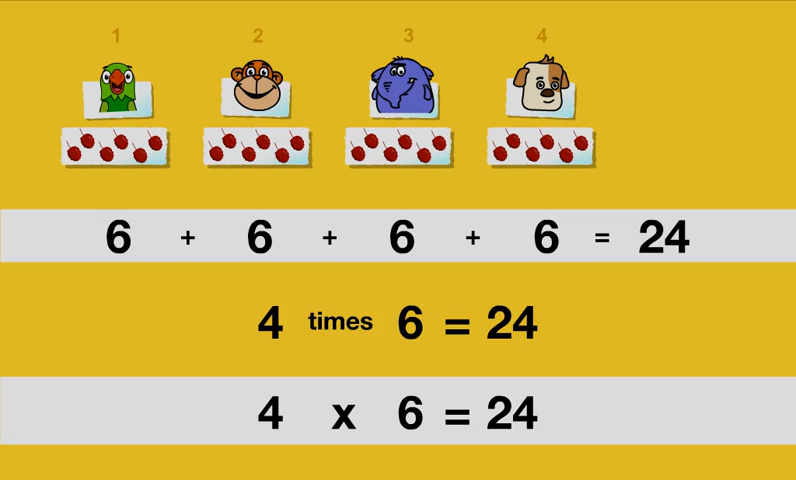 1 2 3 4
6 + 6 + 6 + 6 = 24
4 times 6 = 24
4 x 6 = 24